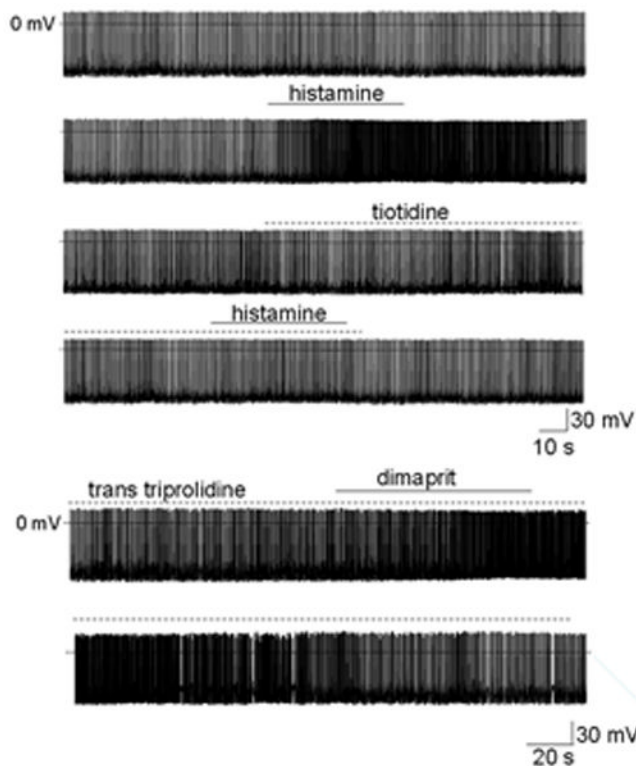 0 mV
histamine
tiotidine
histamine
30 mV
10 s
trans triprolidine
dimaprit
0 mV
30 mV
20 s